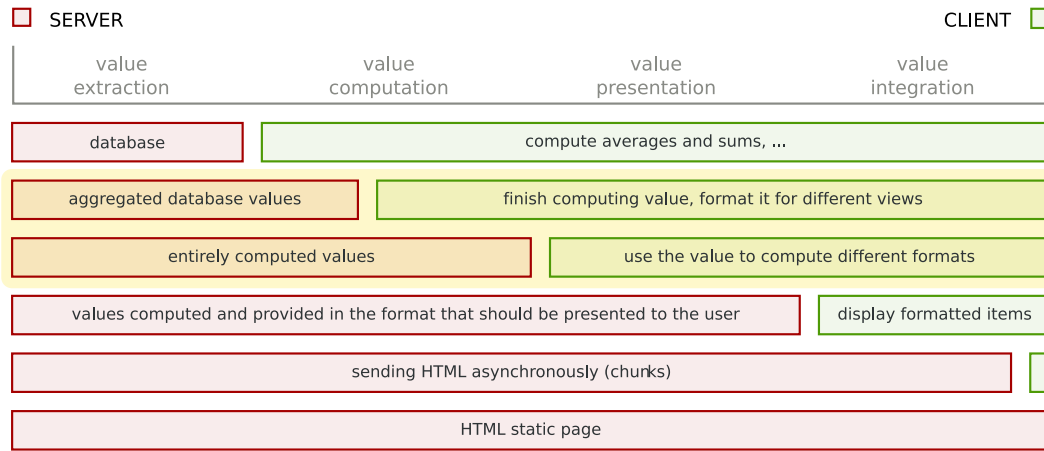 SERVER CLIENT
value value value value
extraction computation presentation integration
database compute averages and sums, ...
aggregated database values finish computing value, format it for different views
entirely computed values use the value to compute different formats
values computed and provided in the format that should be presented to the user display formatted items
sending HTML asynchronously (chunks)
HTML static page